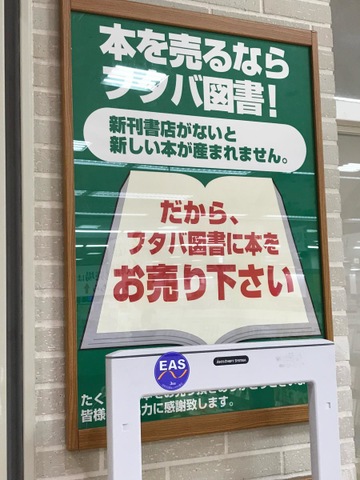 本を売るなら
フタバ図書!
新刊書店がないと
新しい本が産まれません。
だから、
フタバ図書に本を
お売り下さい
EAS
たく
皆様 力に感謝致します。